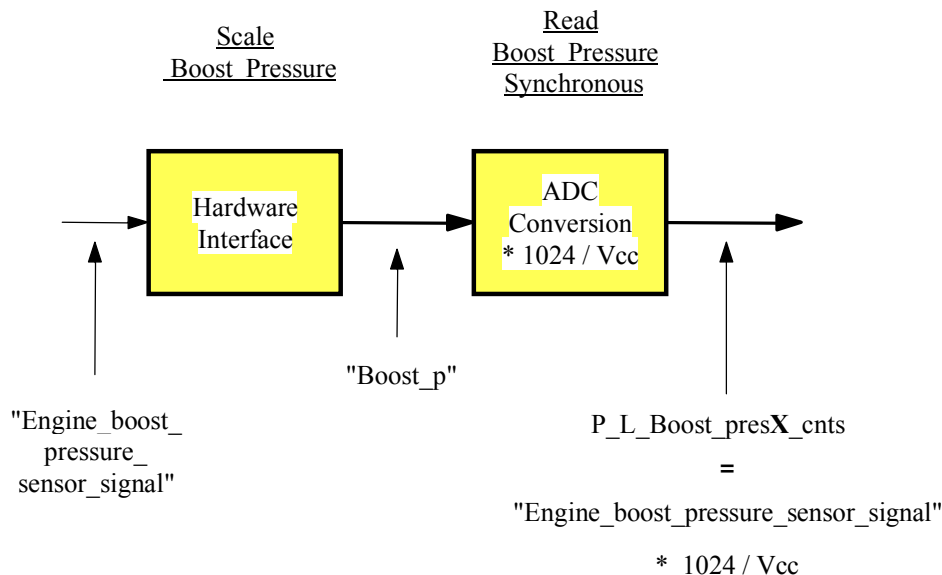 Scale
Boost Pressure
Read
Boost Pressure
Synchronous
Hardware
Interface
ADC
Conversion
* 1024 / Vcc
"Boost_p"
"Engine_boost_
pressure_
sensor_signal"
P_L_Boost_presX_cnts
=
"Engine_boost_pressure_sensor_signal"
* 1024 / Vcc